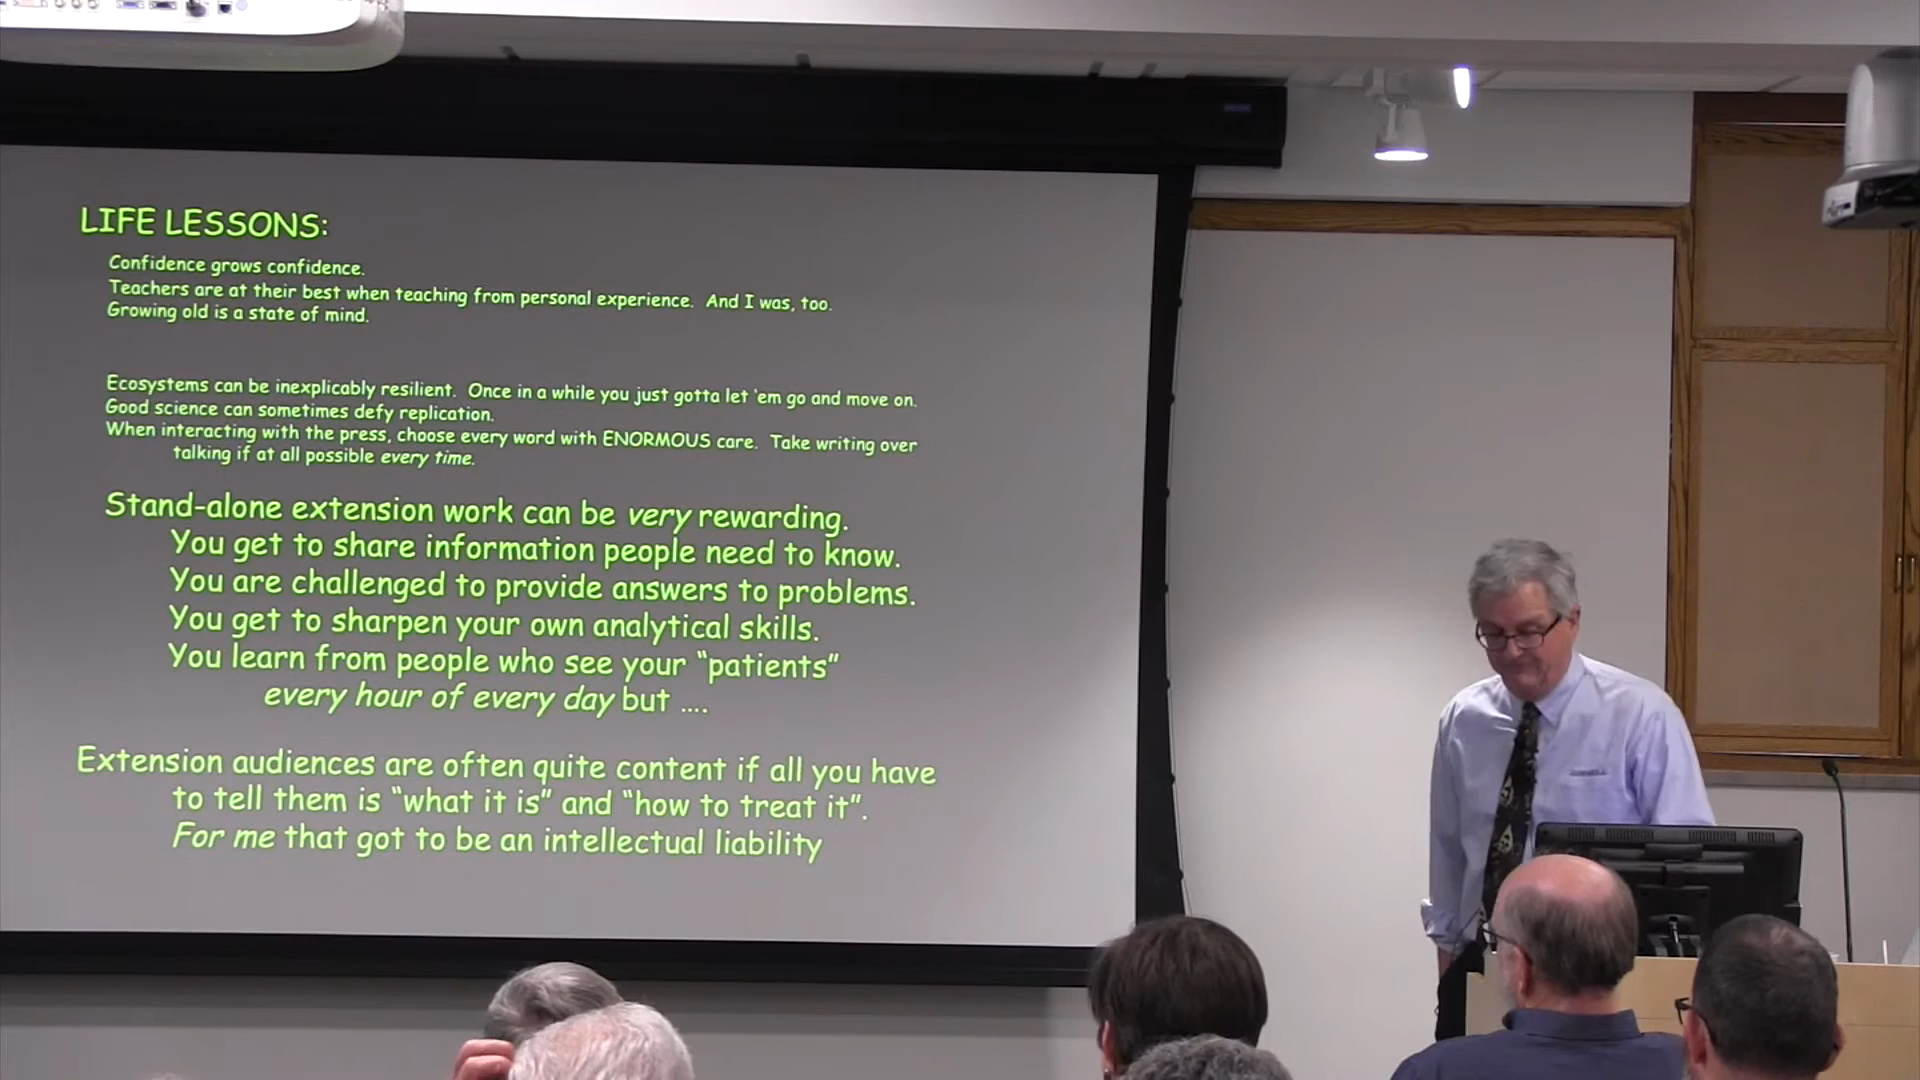 LIFE LESSONS:
Confidence grows confidence.
Teachers are at their best when teaching from personal experience.  And I was, too.
Growing old is a state of mind.
Ecosystems can be inexplicably resilient.  Once in a while you just gotta let 'em go and move on.
Good science can sometimes defy replication.
When interacting with the press, choose every word with ENORMOUS care.  Take writing over
talking if at all possible every time.
Stand-alone extension work can be very rewarding.
You get to share information people need to know.
You are challenged to provide answers to problems.
You get to sharpen your own analytical skills.
You learn from people who see your “patients”
every hour of every day but ....
Extension audiences are often quite content if all you have
to tell them is “what it is” and “how to treat it”.
For me that got to be an intellectual liability